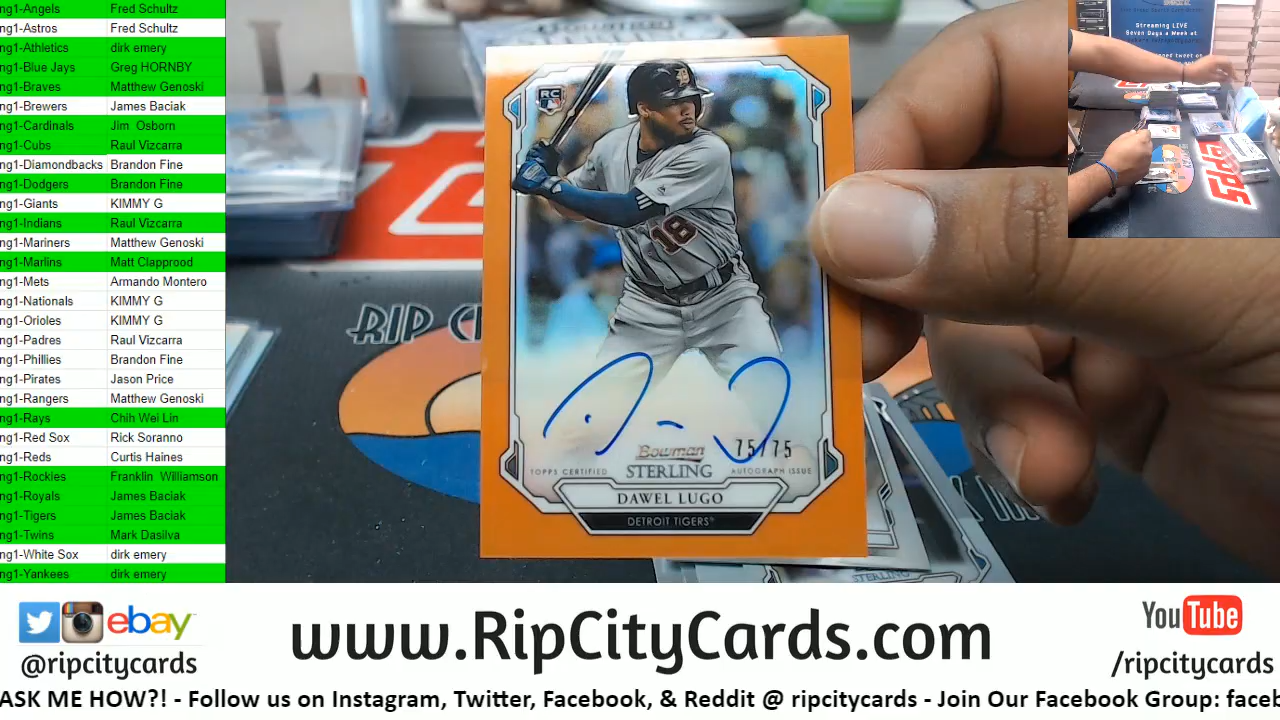 ng1-Angels Fred Schultz
ng1-Astros Fred Schultz
ng1-Athletics dirk emery
ng1-Blue Jays Greg HORNBY
ng1-Braves Matthew Genoski
ng1-Brewers James Baciak
ng1-Cardinals Jim Osborn
ng1-Cubs Raul Vizcarra
ng1-Diamondbacks Brandon Fine
ng1-Dodgers Brandon Fine
ng1-Giants KIMMY G
ng1-Indians Raul Vizcarra
ng1-Mariners Matthew Genoski
ng1-Marlins Matt Clapprood
ng1-Mets Armando Montero
ng1-Nationals KIMMY G
ng1-Orioles KIMMY G
ng1-Padres Raul Vizcarra
ng1-Phillies Brandon Fine
ng1-Pirates Jason Price
ng1-Rangers Matthew Genoski
ng1-Rays Chih Wei Lin
ng1-Red Sox Rick Soranno
ng1-Reds Curtis Haines
ng1-Rockies Franklin Williamson
ng1-Royals James Baciak
ng1-Tigers James Baciak
ng1-Twins Mark Dasilva
ng1-White Sox dirk emery
ng1-Yankees dirk emery
RC
D
18
RIP C
75/75
Bowman
STERLING
TOPPS CERTIFIED
AUTOGRAPH ISSUE
DAWEL LUGO
DETROIT TIGERS
STERLING
Streaming LIVE
Seven Days a Week at
ebay
@ripcitycards
www.RipCityCards.com
YouTube
/ripcitycards
ASK ME HOW?! - Follow us on Instagram, Twitter, Facebook, & Reddit @ ripcitycards - Join Our Facebook Group: faceb